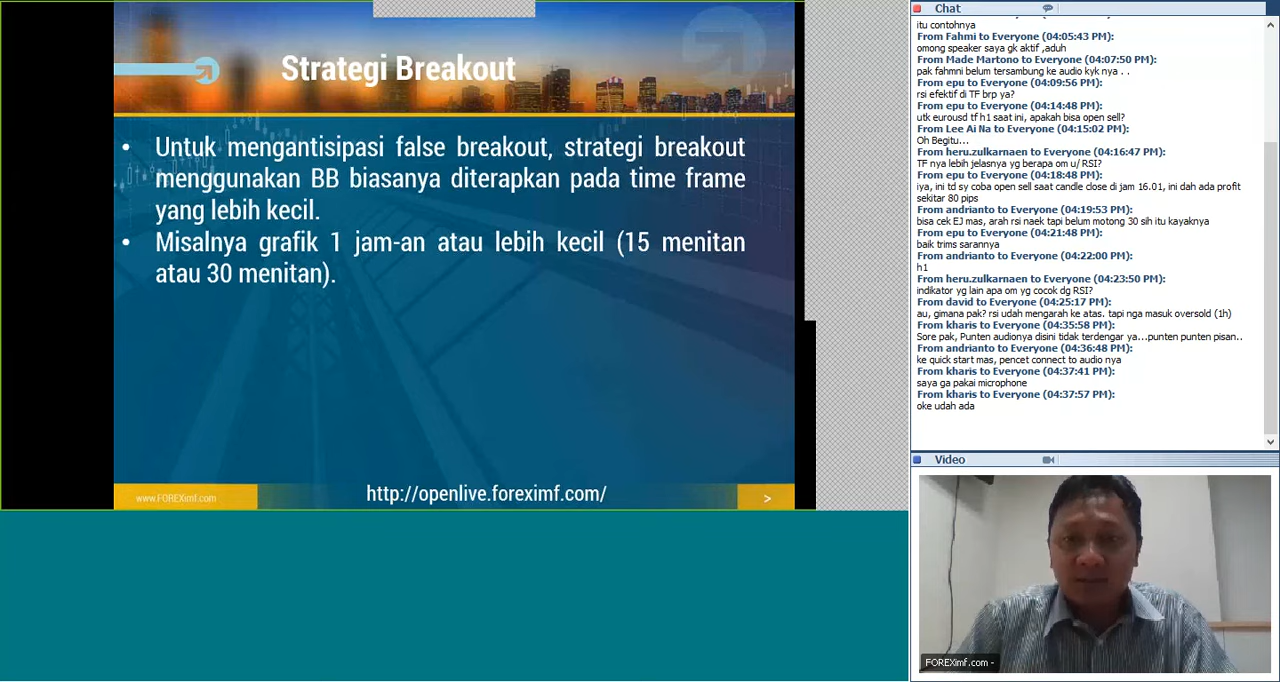 Strategi Breakout
• Untuk mengantisipasi false breakout, strategi breakout
menggunakan BB biasanya diterapkan pada time frame
yang lebih kecil.
• Misalnya grafik 1 jam-an atau lebih kecil (15 menitan
atau 30 menitan).
www.FOREXimf.com
http://openlive.foreximf.com/
>
Chat
itu contohnya
From Fahmi to Everyone (04:05:43 PM):
omong speaker saya gk aktif ,aduh
From Made Martono to Everyone (04:07:50 PM):
pak fahmni belum tersambung ke audio kyk nya . .
From epu to Everyone (04:09:56 PM):
rsi efektif di TF brp ya?
From epu to Everyone (04:14:48 PM):
utk eurousd tf h1 saat ini, apakah bisa open sell?
From Lee Ai Na to Everyone (04:15:02 PM):
Oh Begitu...
From heru.zulkarnaen to Everyone (04:16:47 PM):
TF nya lebih jelasnya yg berapa om u/ RSI?
From epu to Everyone (04:18:48 PM):
iya, ini td sy coba open sell saat candle close di jam 16.01, ini dah ada profit
sekitar 80 pips
From andrianto to Everyone (04:19:53 PM):
bisa cek EJ mas, arah rsi naek tapi belum motong 30 sih itu kayaknya
From epu to Everyone (04:21:48 PM):
baik trims sarannya
From andrianto to Everyone (04:22:00 PM):
h1
From heru.zulkarnaen to Everyone (04:23:50 PM):
indikator yg lain apa om yg cocok dg RSI?
From david to Everyone (04:25:17 PM):
au, gimana pak? rsi udah mengarah ke atas. tapi nga masuk oversold (1h)
From kharis to Everyone (04:35:58 PM):
Sore pak, Punten audionya disini tidak terdengar ya...punten punten pisan..
From andrianto to Everyone (04:36:48 PM):
ke quick start mas, pencet connect to audio nya
From kharis to Everyone (04:37:41 PM):
saya ga pakai microphone
From kharis to Everyone (04:37:57 PM):
oke udah ada
Video
FOREXimf.com -